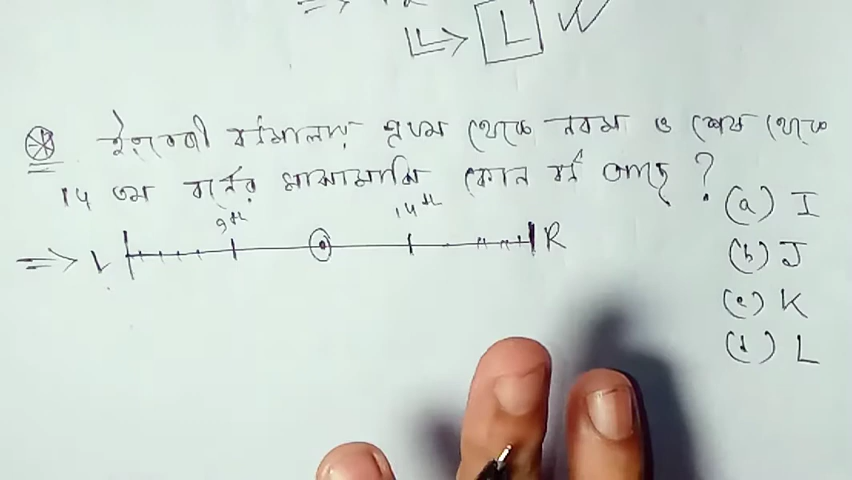 L
ইংরেজী বর্ণমালায় প্রথম থেকে নবম ও শেষ থেকে
14 তম বর্ণের মাঝামাঝি কোন বর্ণ আছে ?
(a) I
9th 14th
L R
(b) J
(c) K
(d) L